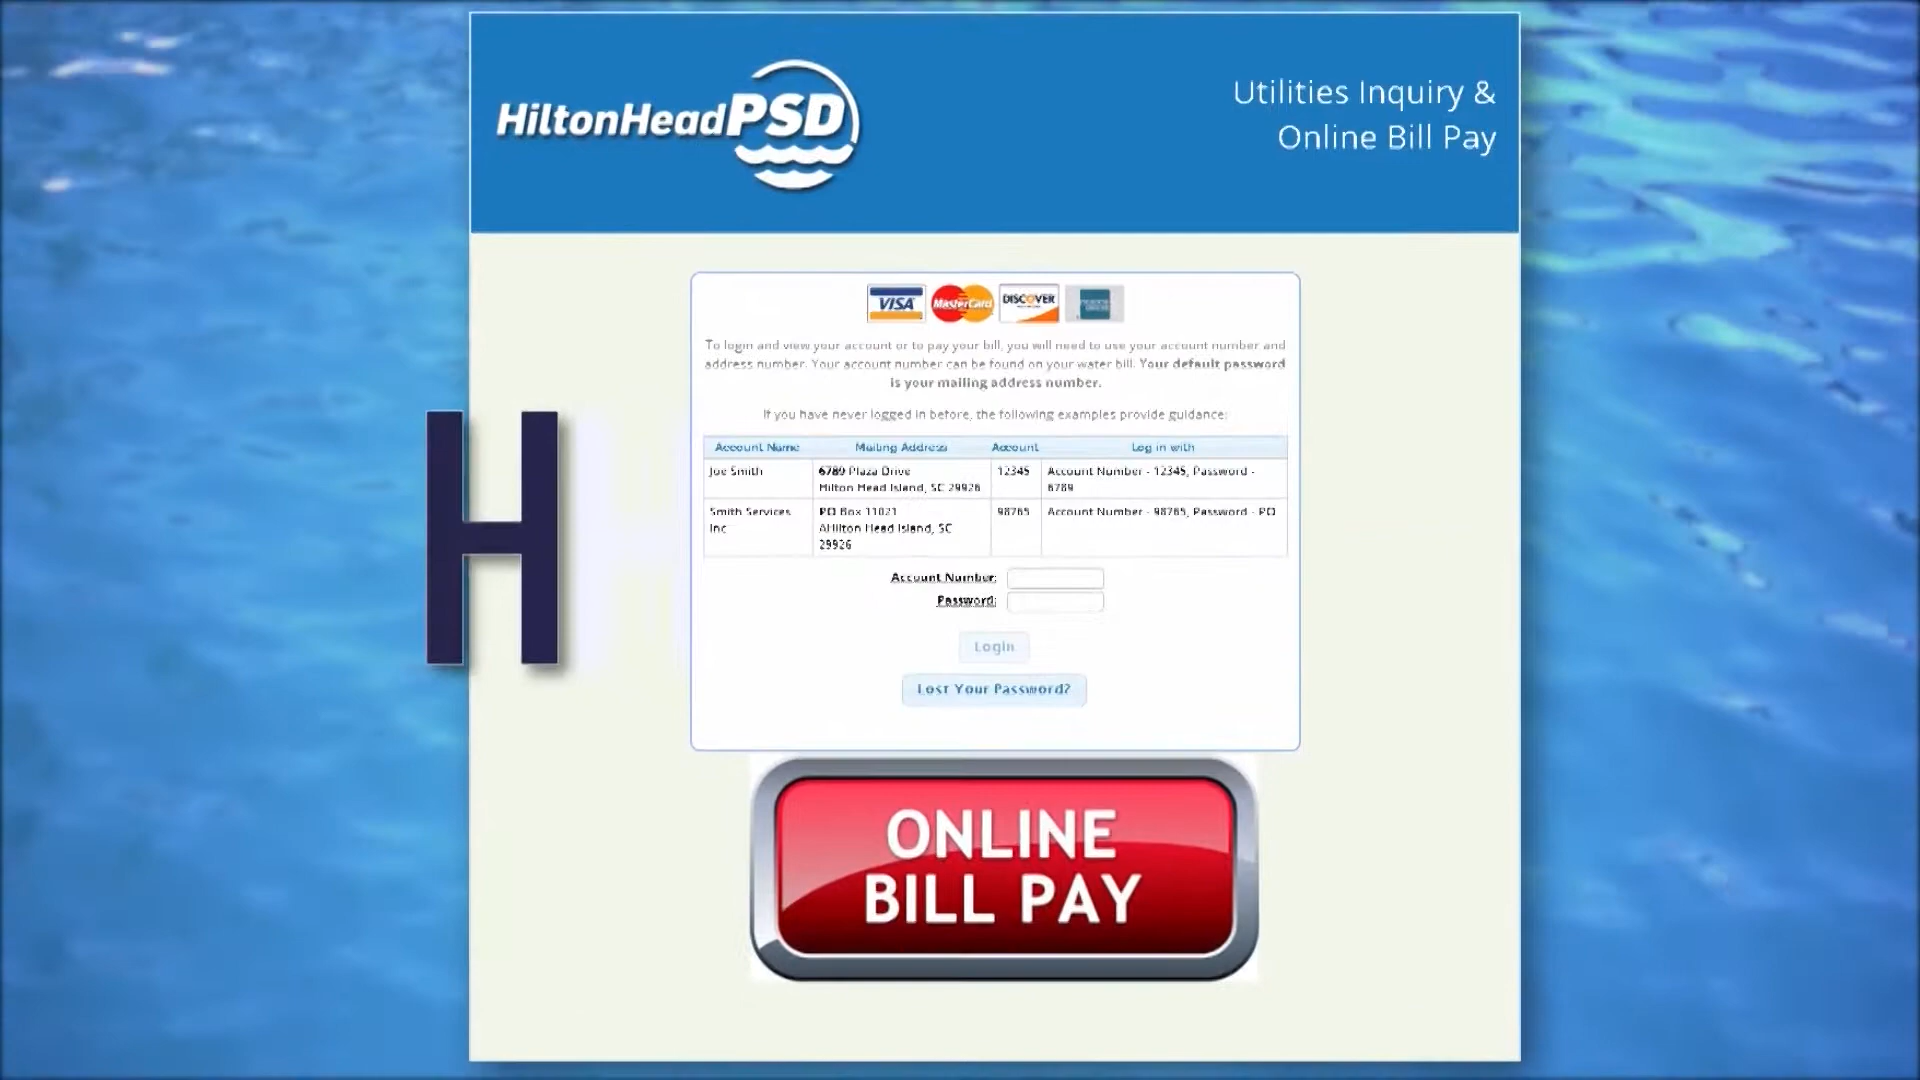 HiltonHeadPSD
Utilities Inquiry &
Online Bill Pay
VISA MasterCard DISCOVER
To login and view your account or to pay your bill, you will need to use your account number and
address number. Your account number can be found on your water bill. Your default password
is your mailing address number.
If you have never logged in before, the following examples provide guidance:
Account Name Mailing Address Account Log in with
Joe Smith 6789 Plaza Drive 12345 Account Number - 12345, Password -
Hilton Head Island, SC 29926 6789
Smith Services PO Box 11021 98765 Account Number - 98765, Password - PO
Inc AHilton Head Island, SC
29926
H
Account Number:
Password:
Login
Lost Your Password?
ONLINE
BILL PAY